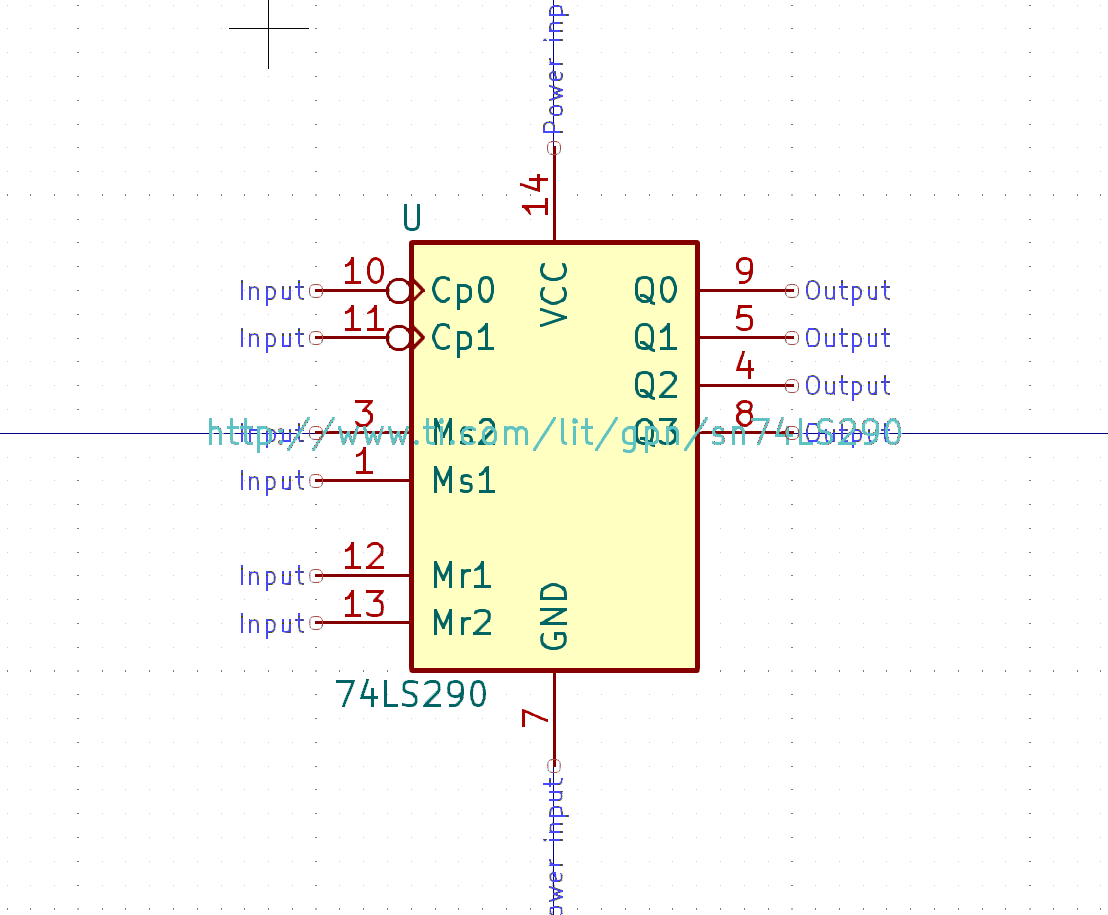 Power inp
14
U
VCC
Input 10 Cp0 Q0 9 Output
Input 11 Cp1 Q1 5 Output
Q2 4 Output
Input 3 Ms2 Q3 8 Output
http://www.ti.com/lit/gpn/sn74LS290
Input 1 Ms1
Input 12 Mr1
Input 13 Mr2
GND
74LS290
7
ower input